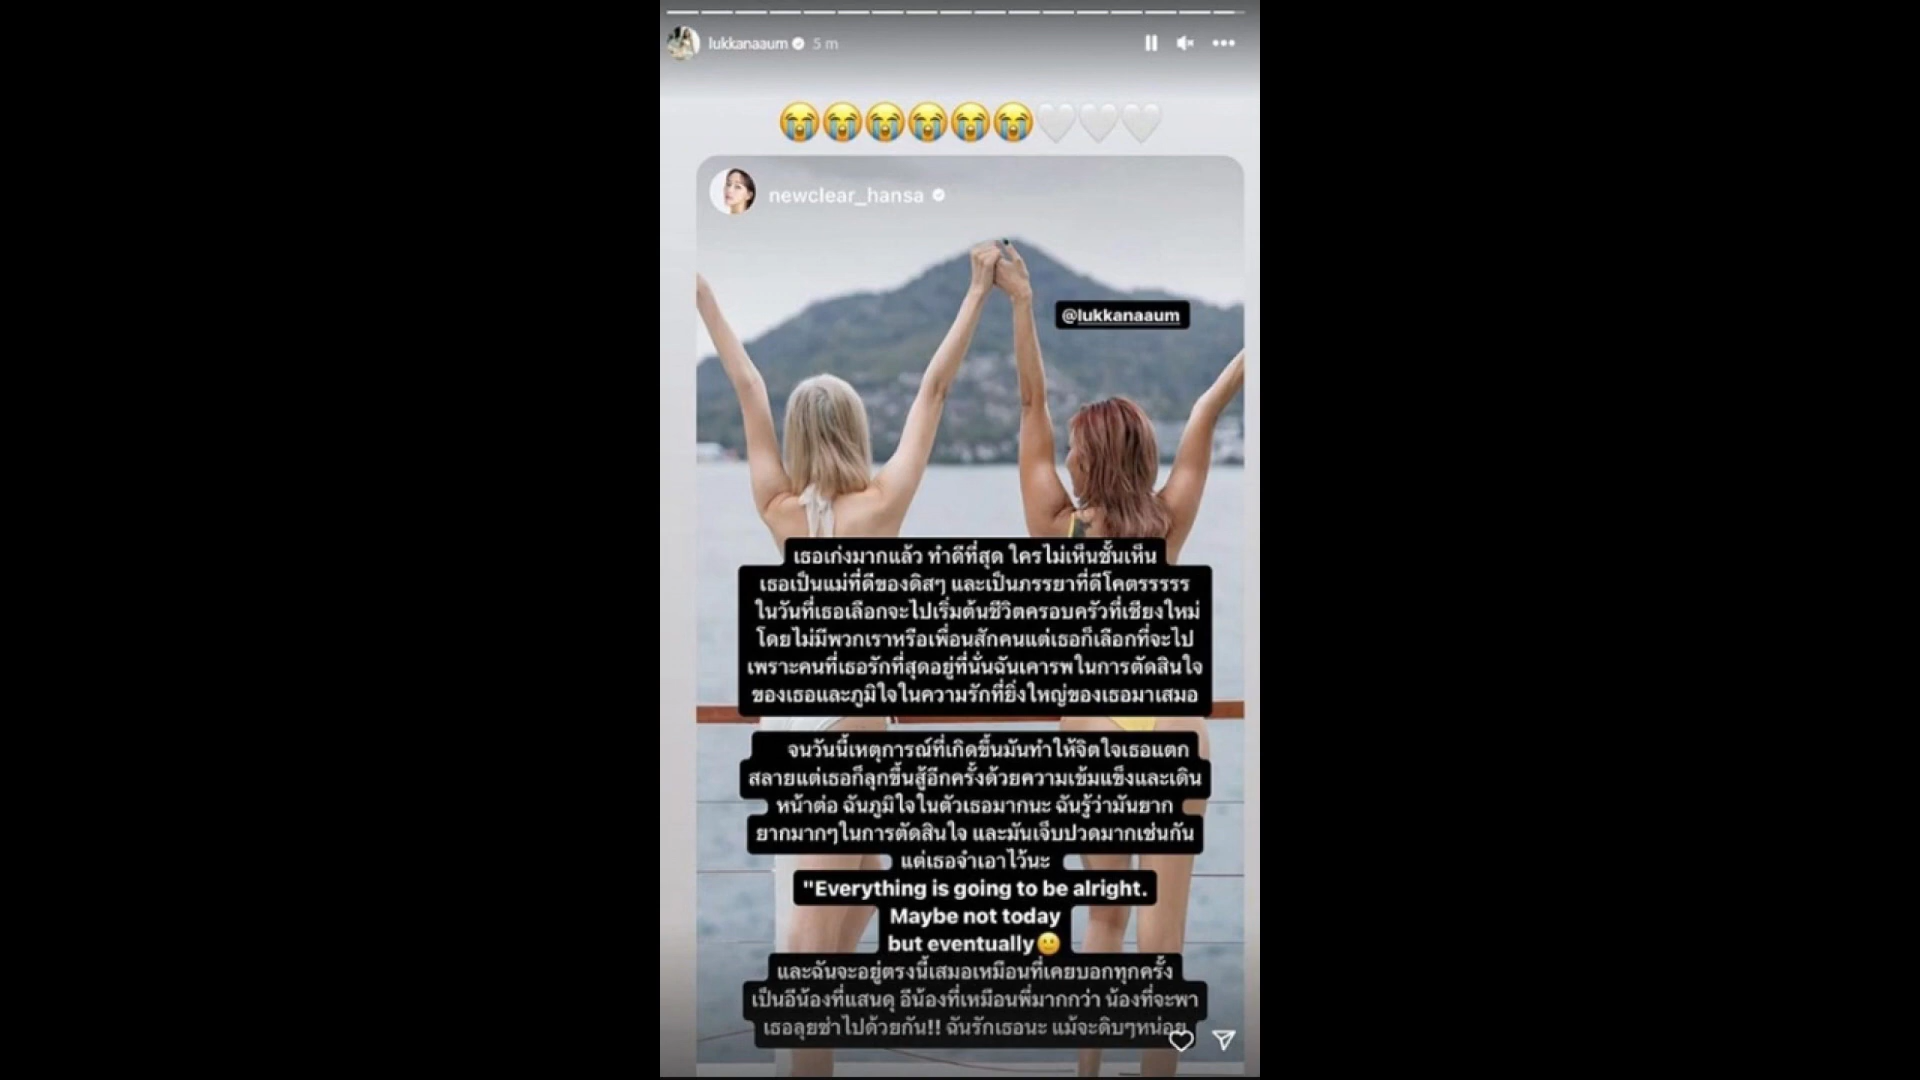 lukkanaaum 5 m
newclear_hansa
@lukkanaaum
เธอเก่งมากแล้ว ทำดีที่สุด ใครไม่เห็นชั้นเห็น
เธอเป็นแม่ที่ดีของดิสๆ และเป็นภรรยาที่ดีโคตรรรรร
ในวันที่เธอเลือกจะไปเริ่มต้นชีวิตครอบครัวที่เชียงใหม่
โดยไม่มีพวกเราหรือเพื่อนสักคนแต่เธอก็เลือกที่จะไป
เพราะคนที่เธอรักที่สุดอยู่ที่นั่นฉันเคารพในการตัดสินใจ
ของเธอและภูมิใจในความรักที่ยิ่งใหญ่ของเธอมาเสมอ
จนวันนี้เหตุการณ์ที่เกิดขึ้นมันทำให้จิตใจเธอแตก
สลายแต่เธอก็ลุกขึ้นสู้อีกครั้งด้วยความเข้มแข็งและเดิน
หน้าต่อ ฉันภูมิใจในตัวเธอมากนะ ฉันรู้ว่ามันยาก
ยากมากๆในการตัดสินใจ และมันเจ็บปวดมากเช่นกัน
แต่เธอจำเอาไว้นะ
"Everything is going to be alright.
Maybe not today
but eventually🙂
และฉันจะอยู่ตรงนี้เสมอเหมือนที่เคยบอกทุกครั้ง
เป็นอีน้องที่แสนดุ อีน้องที่เหมือนพี่มากกว่า น้องที่จะพา
เธอลุยซ่าไปด้วยกัน!! ฉันรักเธอนะ แม้จะดิบๆหน่อย